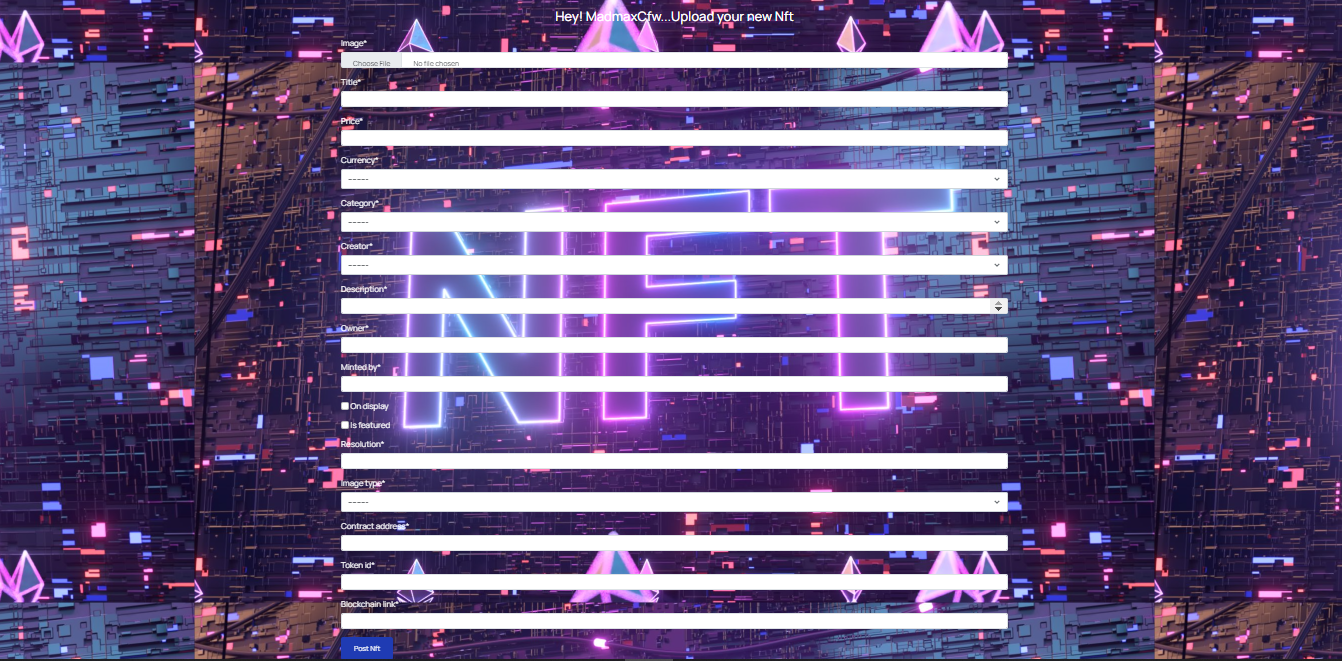 Hey! MadmaxCfw...Upload your new Nft
Image*
Choose File No file chosen
Title*
Price*
Currency*
---------
Category*
---------
Creator*
---------
Description*
Owner*
Minted by*
On display
Is featured
Resolution*
Image type*
---------
Contract address*
Token id*
Blockchain link*
Post Nft
NFT